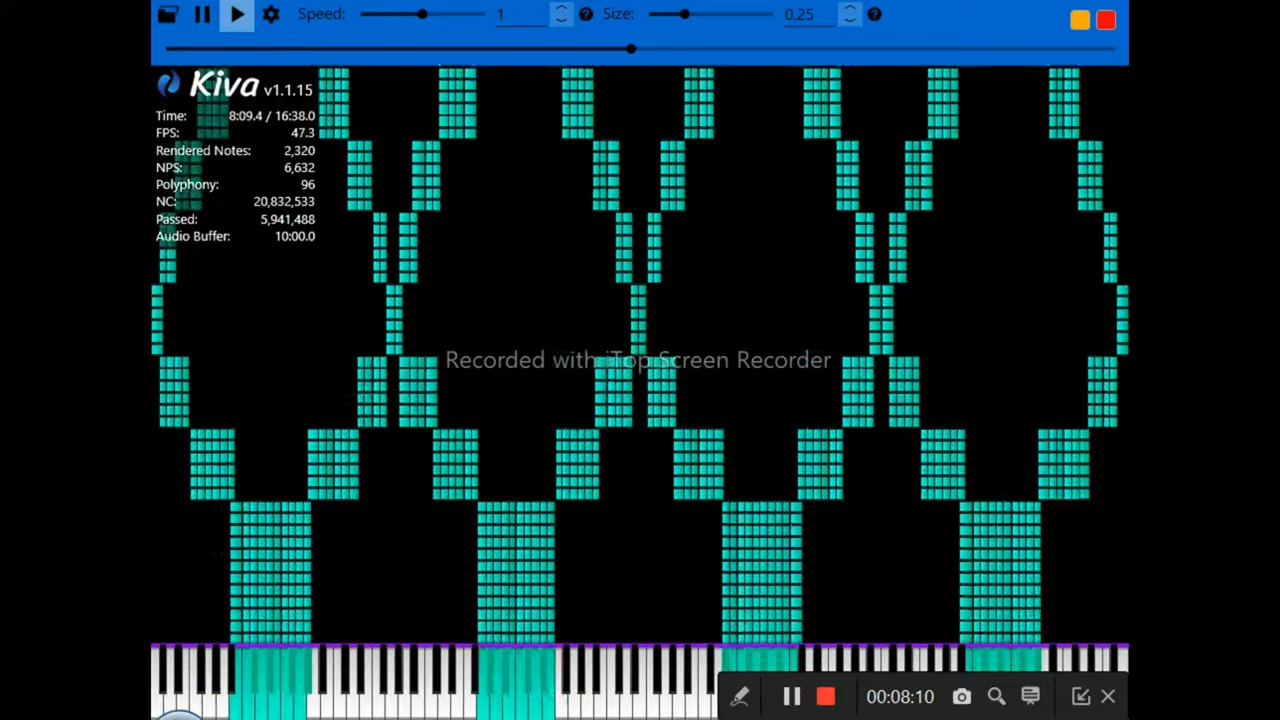 Speed: 1 Size: 0.25
Kiva v1.1.15
Time: 8:09.4 / 16:38.0
FPS: 47.3
Rendered Notes: 2,320
NPS: 6,632
Polyphony: 96
NC: 20,832,533
Passed: 5,941,488
Audio Buffer: 10:00.0
Recorded with iTop Screen Recorder
00:08:10